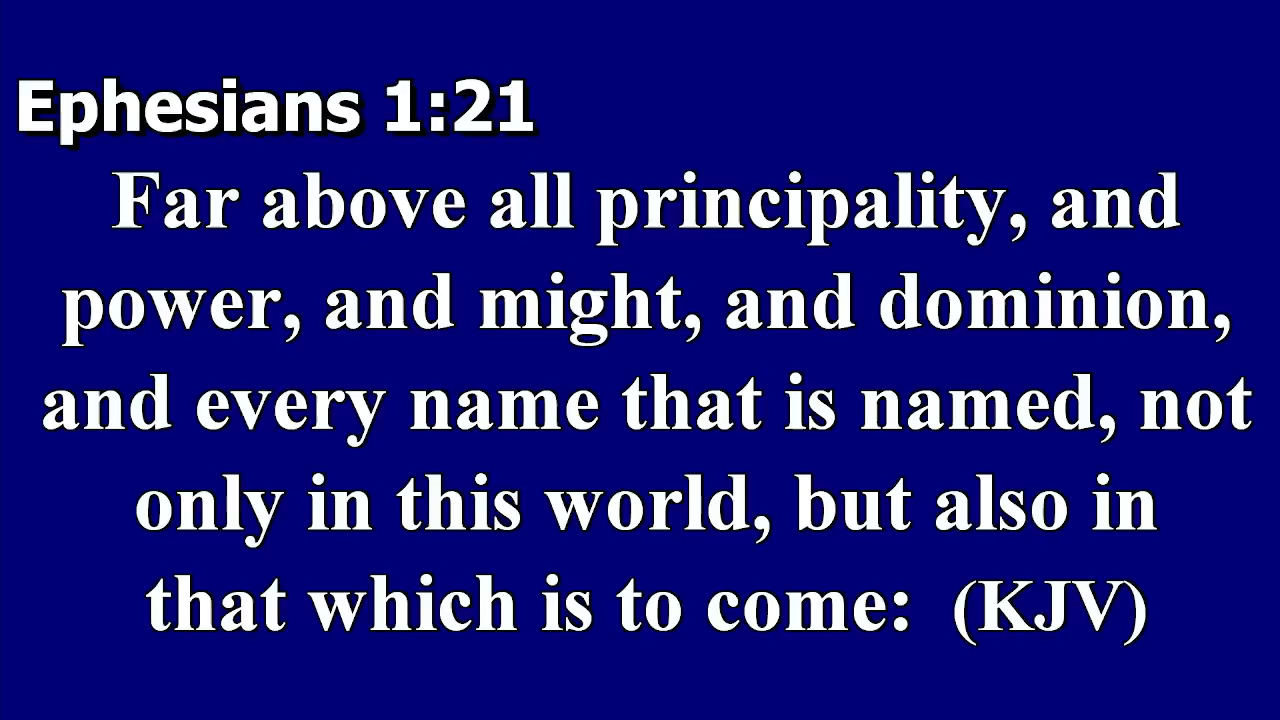 Ephesians 1:21
Far above all principality, and
power, and might, and dominion,
and every name that is named, not
only in this world, but also in
that which is to come: (KJV)